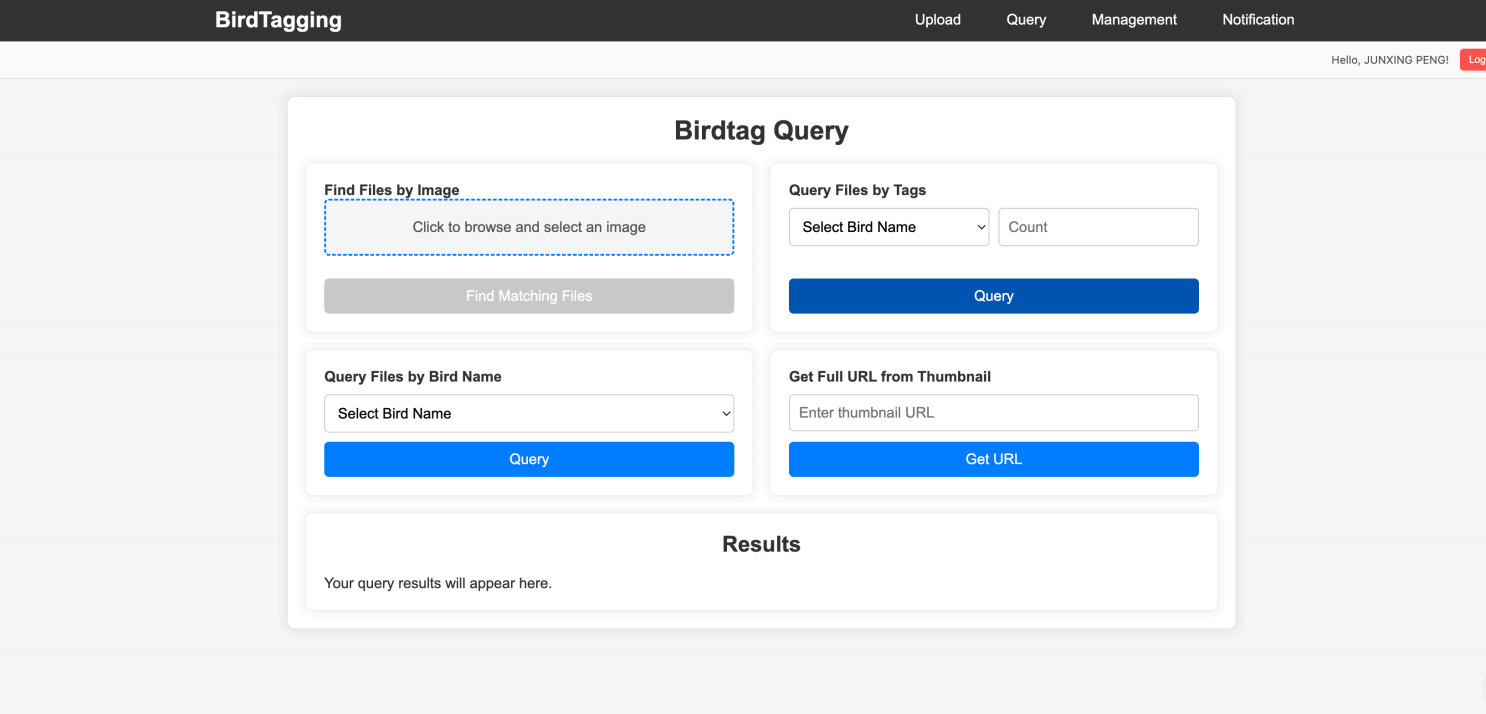 BirdTagging
Upload Query Management Notification
Hello, JUNXING PENG! Log
Birdtag Query
Find Files by Image
Click to browse and select an image
Find Matching Files
Query Files by Tags
Select Bird Name Count
Query
Query Files by Bird Name
Select Bird Name
Query
Get Full URL from Thumbnail
Enter thumbnail URL
Get URL
Results
Your query results will appear here.